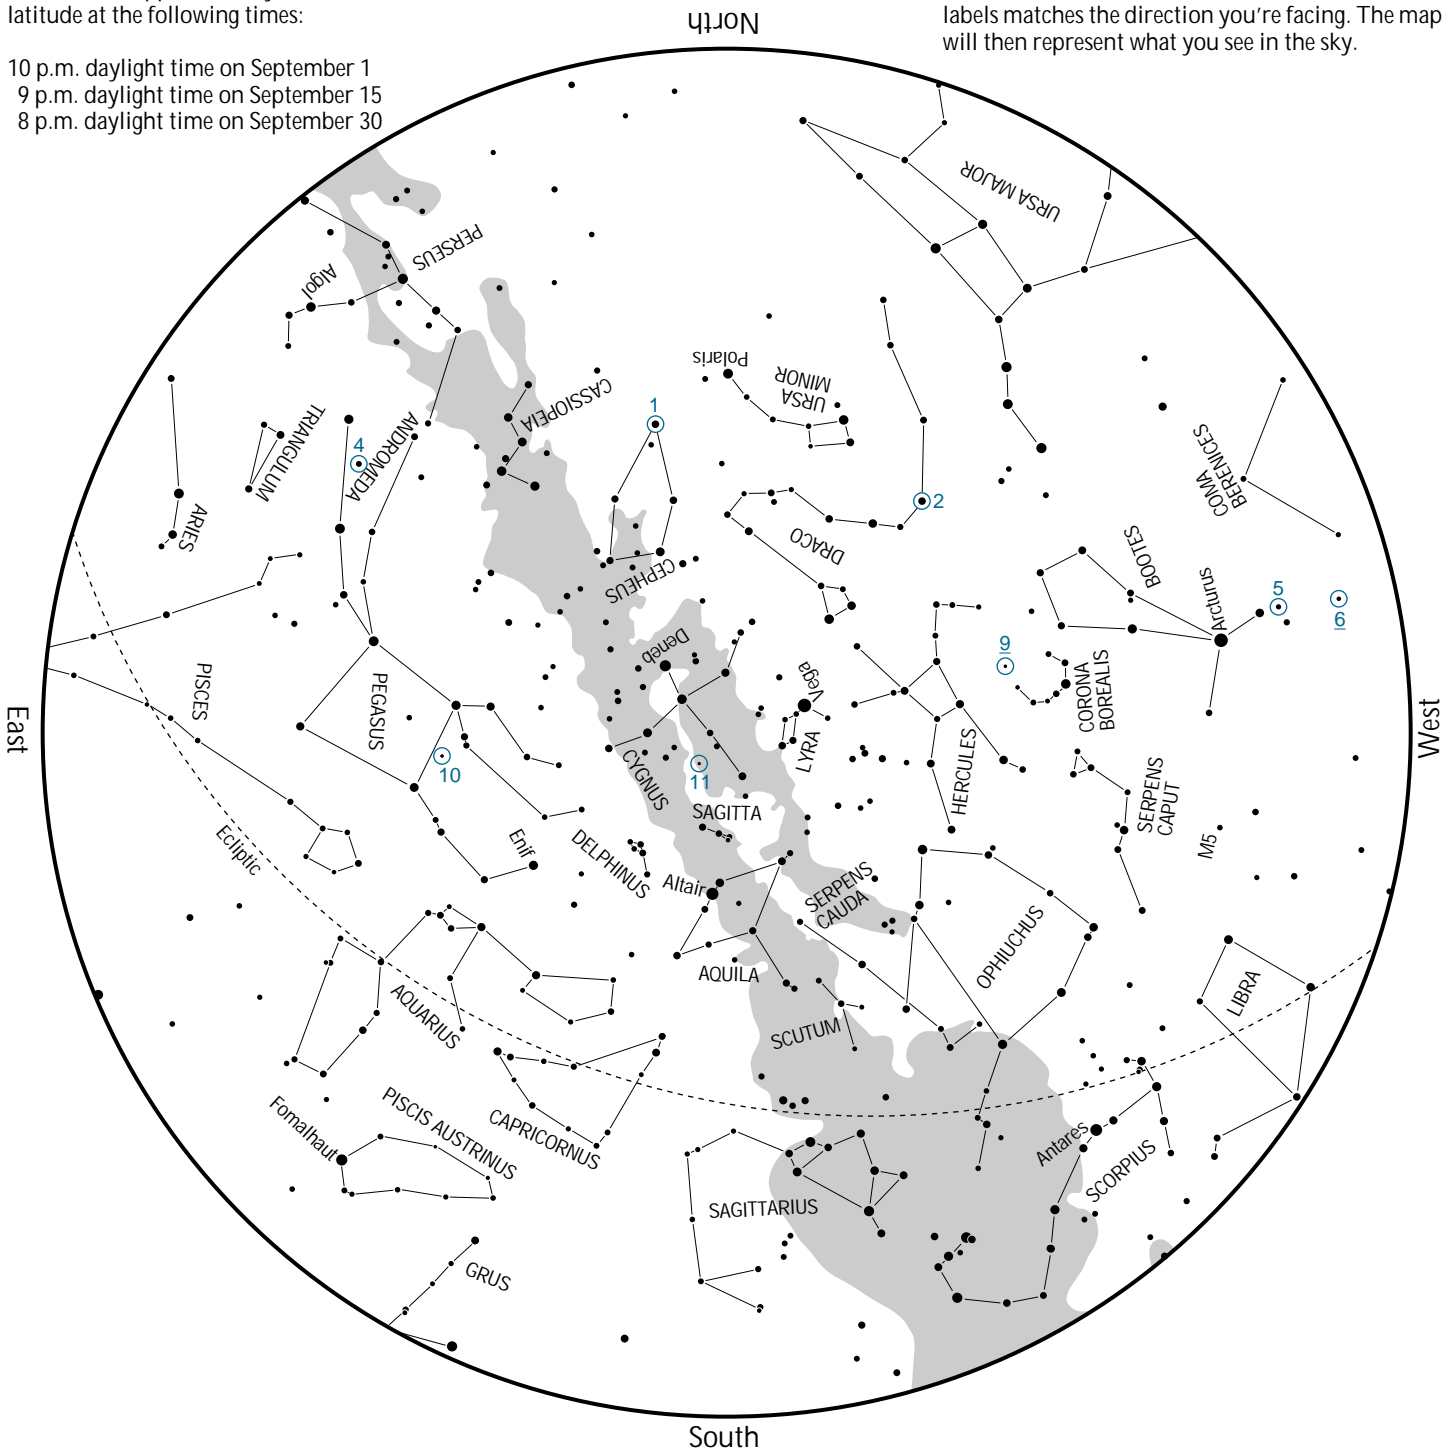 latitude at the following times:
10 p.m. daylight time on September 1
9 p.m. daylight time on September 15
8 p.m. daylight time on September 30
North
labels matches the direction you're facing. The map
will then represent what you see in the sky.
URSA MAJOR
PERSEUS
Algol
Polaris
URSA
MINOR
CASSIOPEIA
1
TRIANGULUM
ANDROMEDA
4
COMA
BERENICES
ARIES
2
DRACO
BOOTES
CEPHEUS
Arcturus
5
6
Deneb
9
PISCES
PEGASUS
Vega
CORONA
BOREALIS
East
West
10
CYGNUS
11
LYRA
HERCULES
SERPENS
CAPUT
SAGITTA
M5
Ecliptic
Enif
DELPHINUS
Altair
SERPENS
CAUDA
OPHIUCHUS
AQUILA
LIBRA
AQUARIUS
SCUTUM
Fomalhaut
PISCIS AUSTRINUS
CAPRICORNUS
Antares
SCORPIUS
SAGITTARIUS
GRUS
South